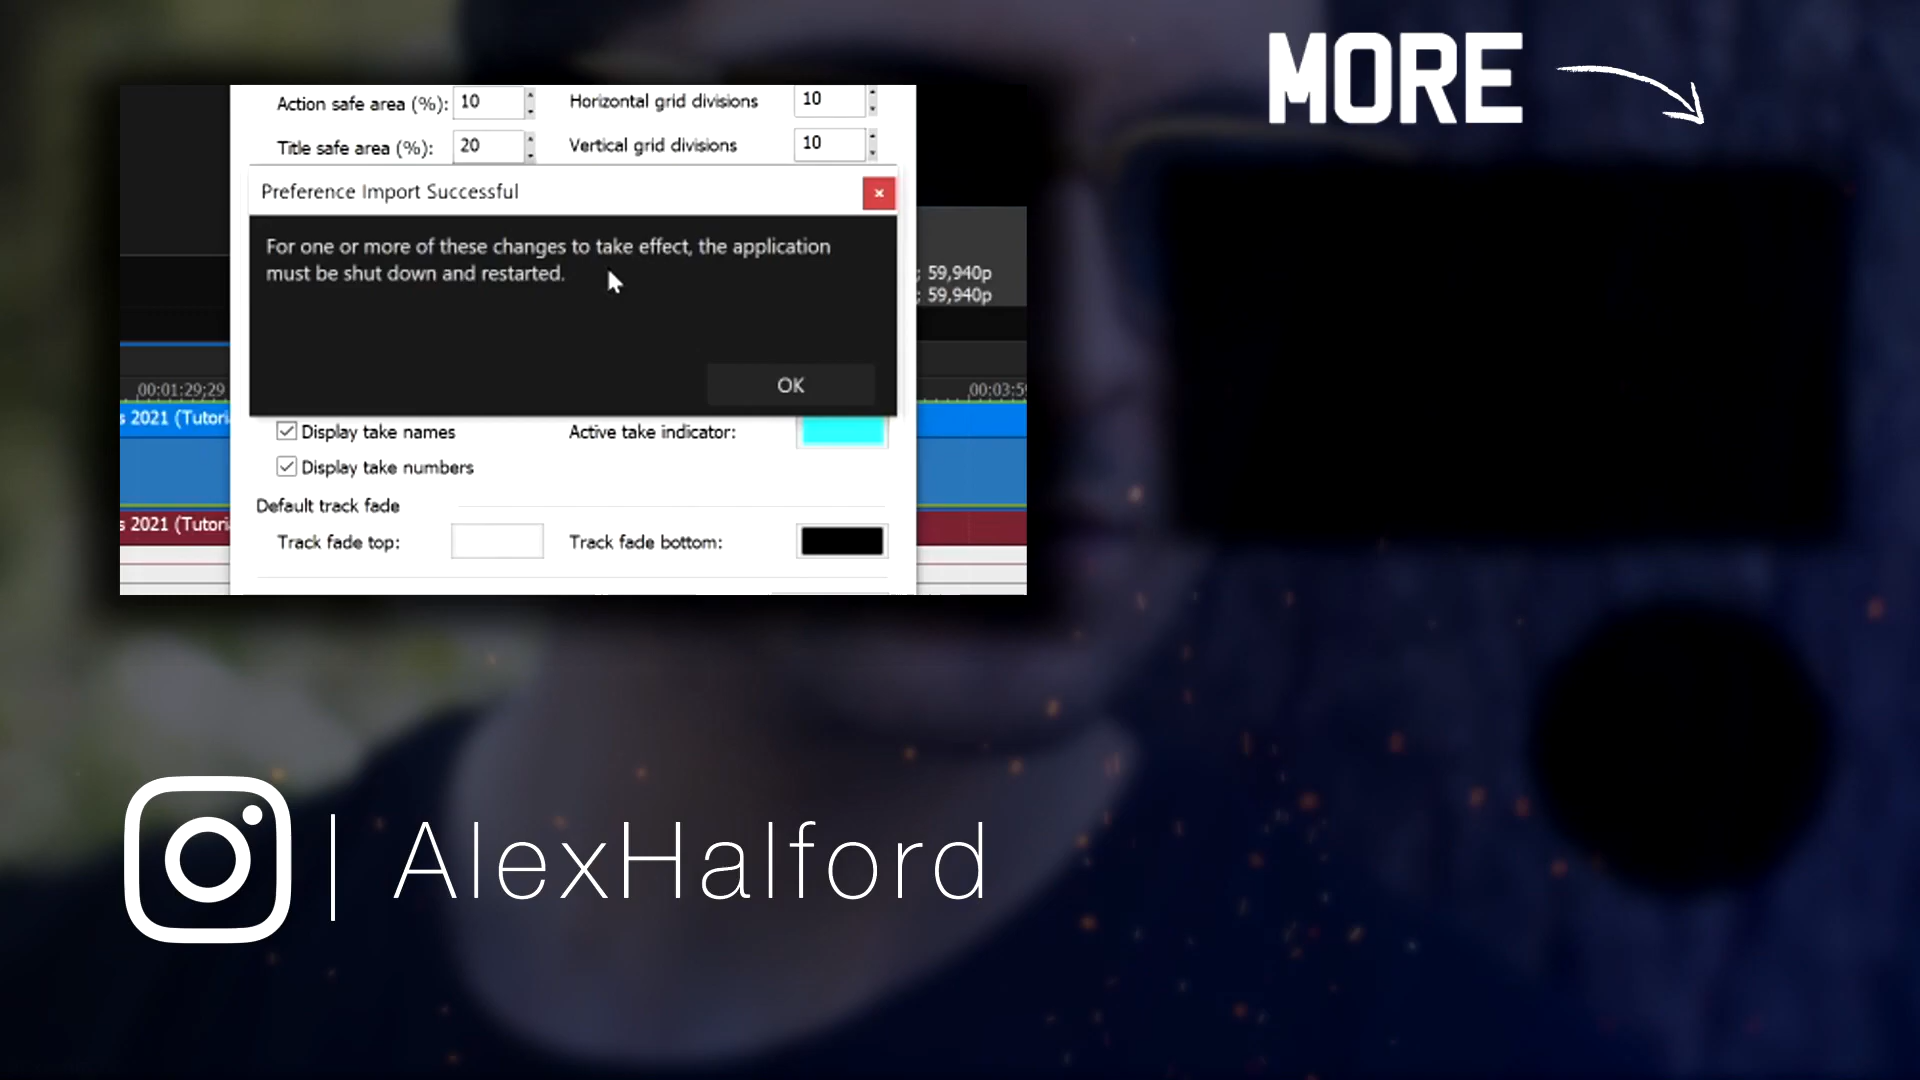 MORE
Action safe area (%): 10 Horizontal grid divisions 10
Title safe area (%): 20 Vertical grid divisions 10
Preference Import Successful
For one or more of these changes to take effect, the application
must be shut down and restarted.
; 59,940p
; 59,940p
OK
00:01:29;29
00:03:59
s 2021 (Tutori
Display take names Active take indicator:
Display take numbers
Default track fade
s 2021 (Tutori
Track fade top: Track fade bottom:
| AlexHalford